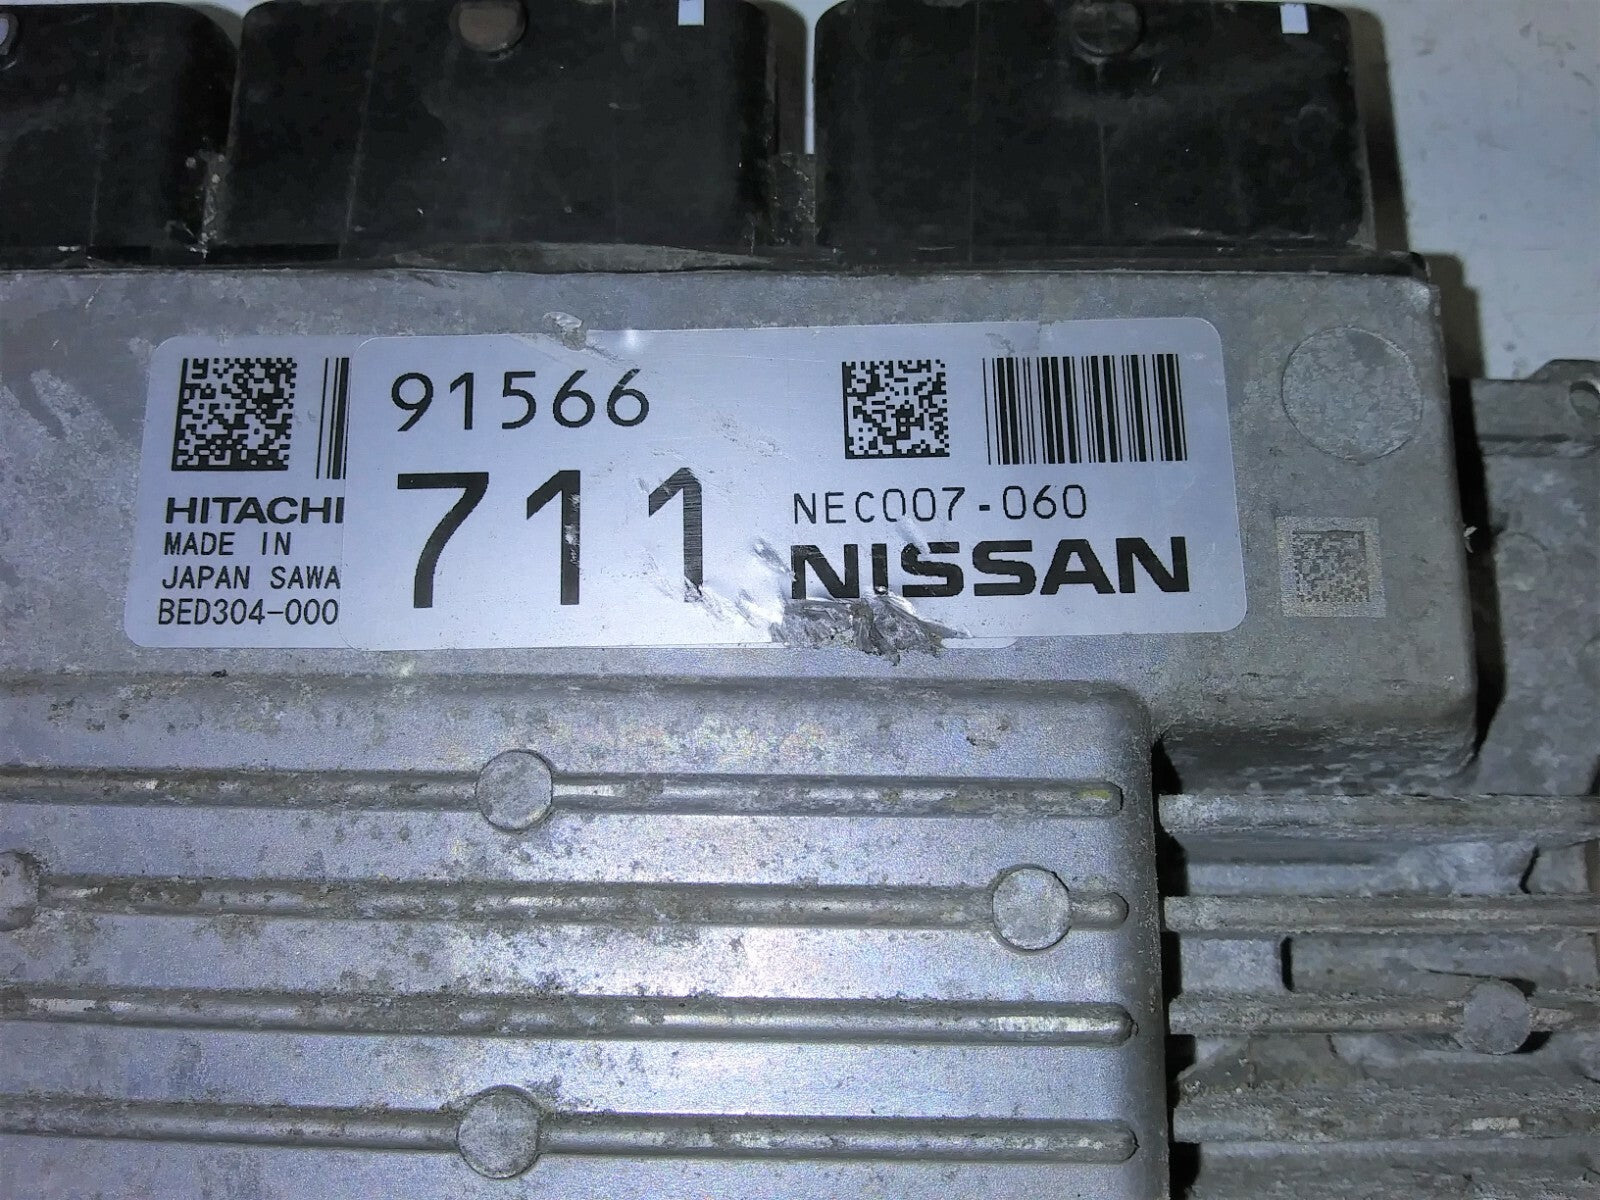 HITACHI
MADE IN
JAPAN SAWA
BED304-000
91566
711
NEC007-060
NISSAN